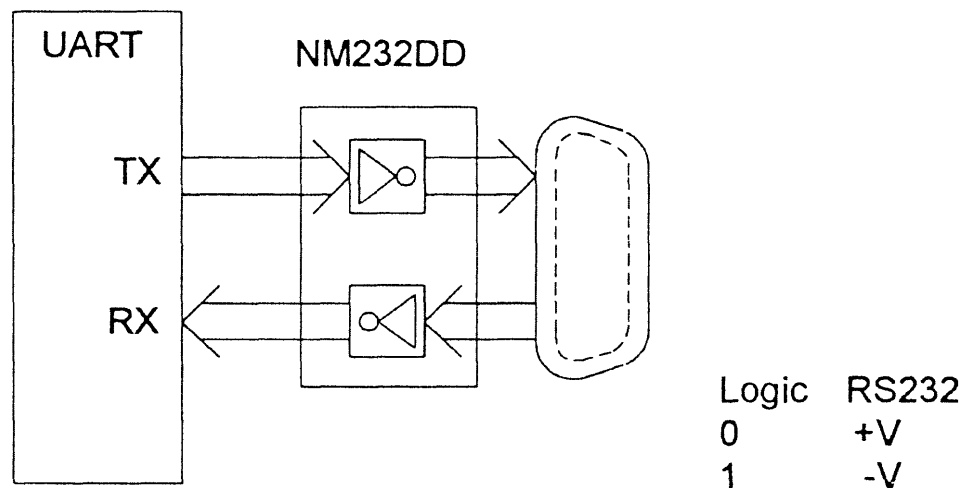 UART
NM232DD
TX
RX
Logic RS232
0 +V
1 -V